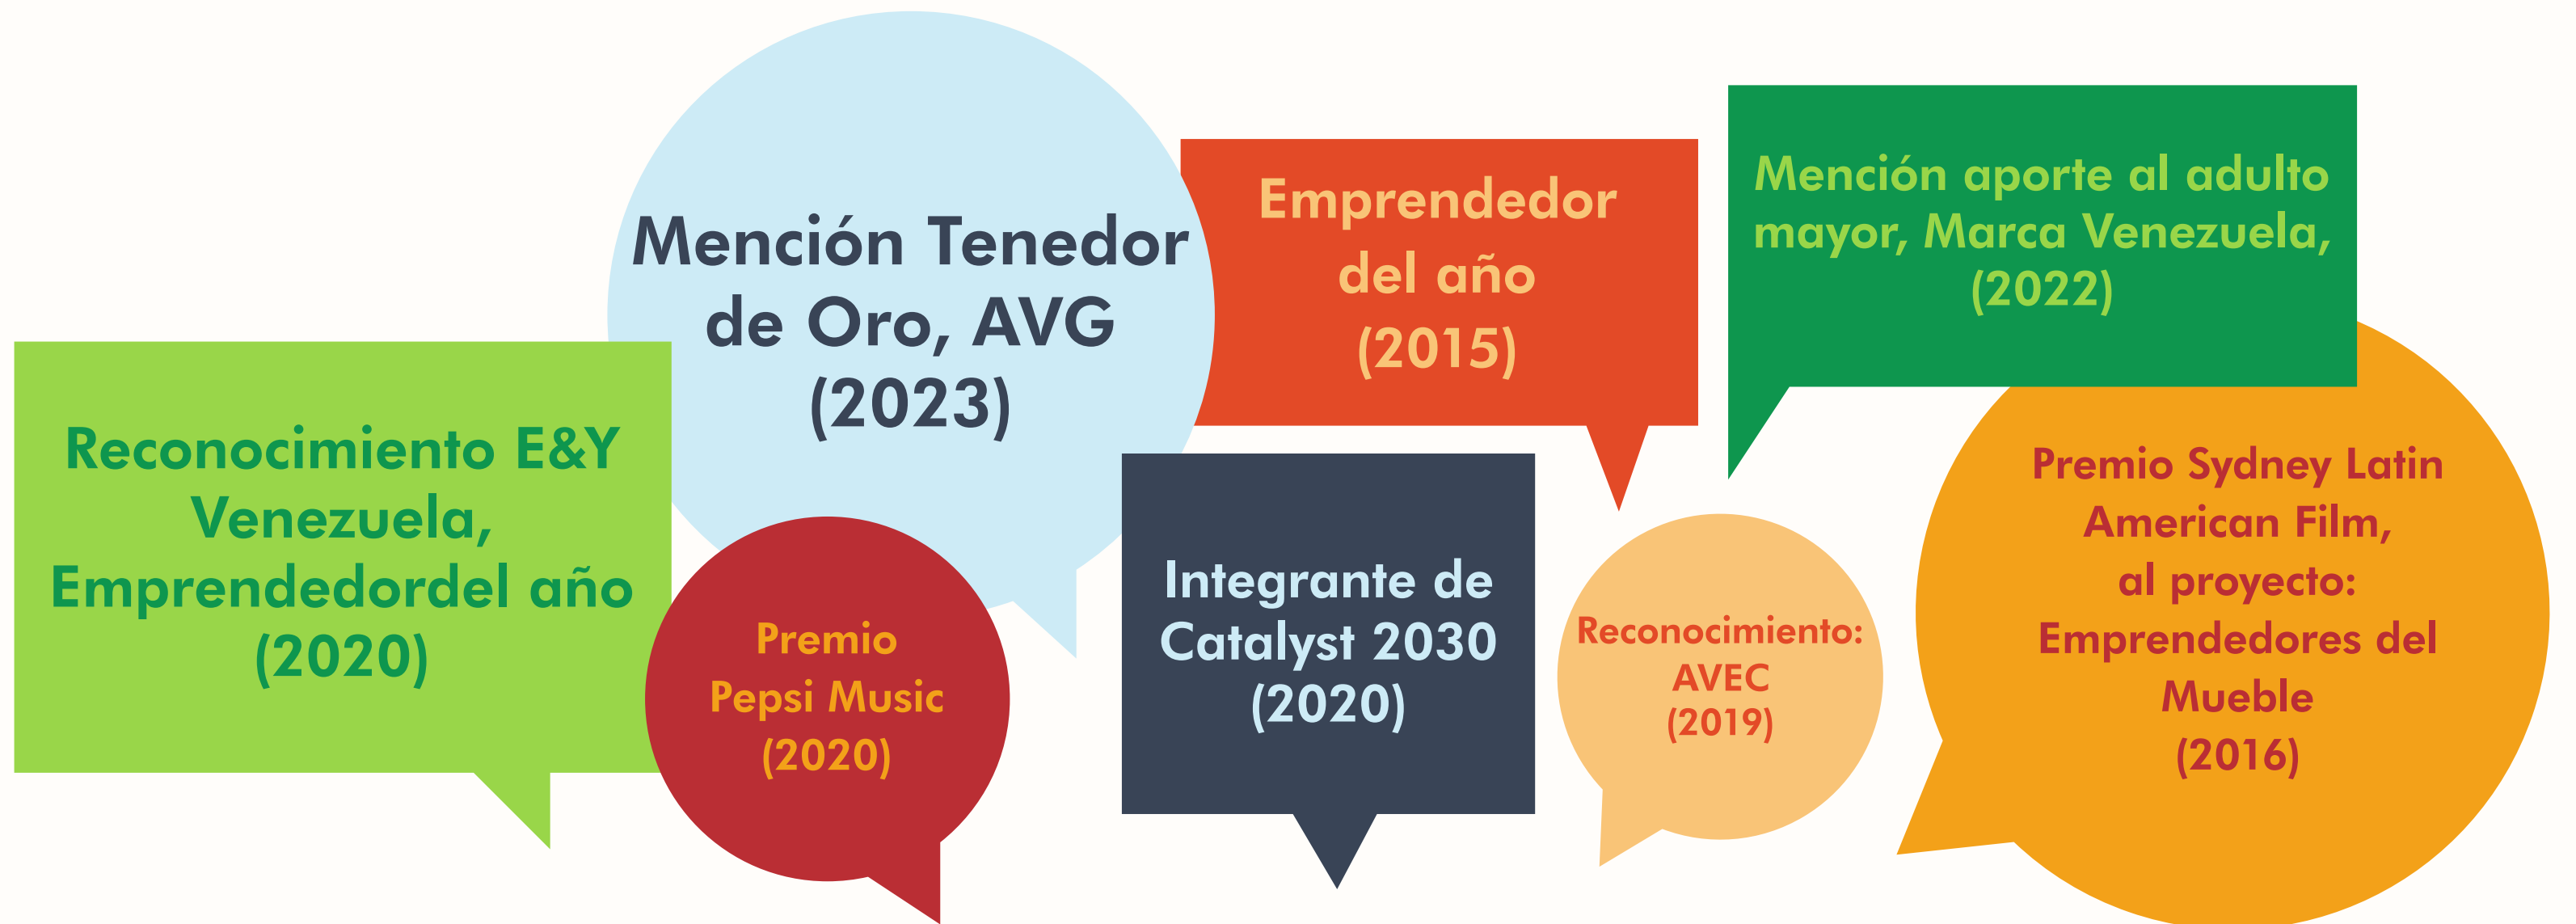 Mención Tenedor
de Oro, AVG
(2023)
Emprendedor
del año
(2015)
Mención aporte al adulto
mayor, Marca Venezuela,
(2022)
Reconocimiento E&Y
Venezuela,
Emprendedordel año
(2020)
Premio
Pepsi Music
(2020)
Integrante de
Catalyst 2030
(2020)
Reconocimiento:
AVEC
(2019)
Premio Sydney Latin
American Film,
al proyecto:
Emprendedores del
Mueble
(2016)